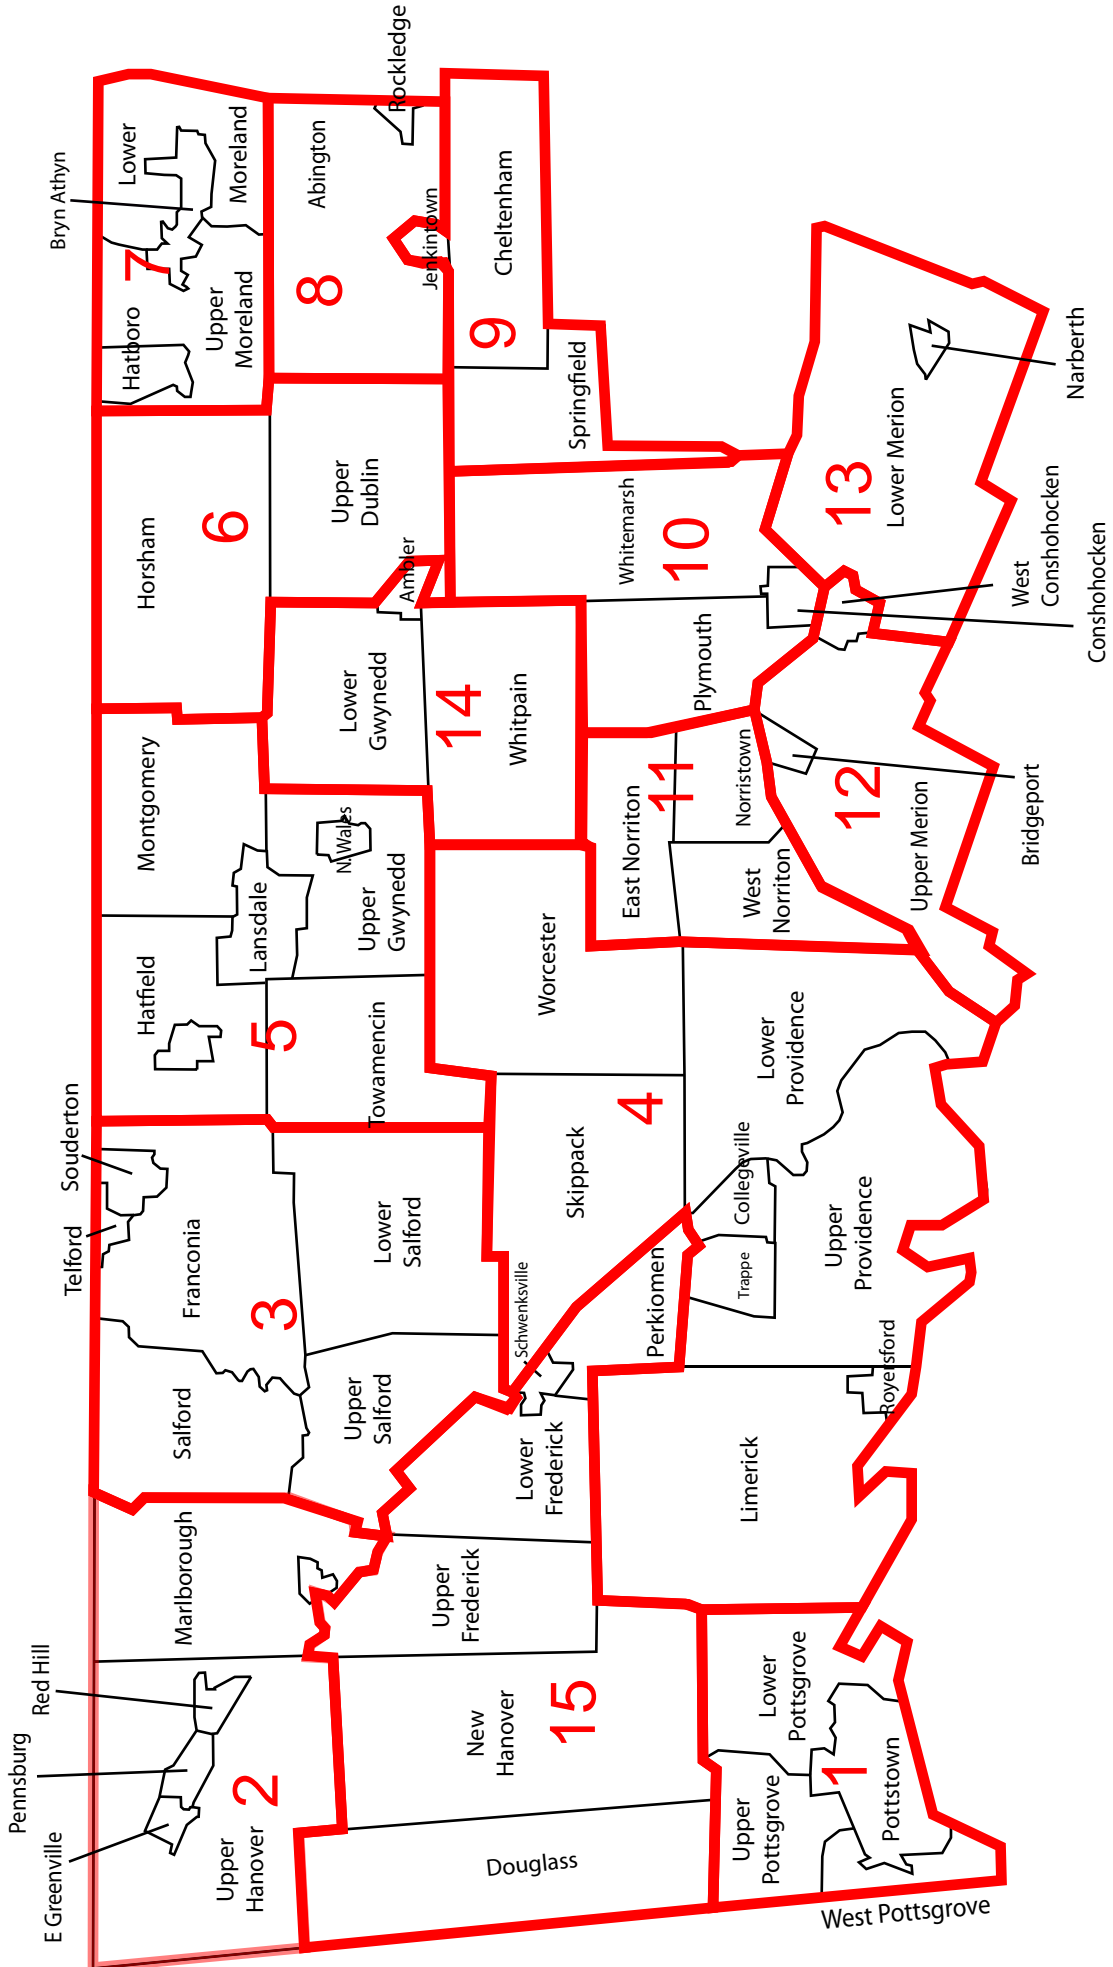 Rockledge
Bryn Athyn
Lower
Moreland
Abington
Cheltenham
Jenkintown
7
8
9
Hatboro
Upper
Moreland
Springfield
Narberth
Horsham
6
Upper
Dublin
Ambler
Whitemarsh
10
13
Lower Merion
West
Conshohocken
Conshohocken
Montgomery
Lower
Gwynedd
14
Whitpain
Plymouth
Norristown
11
12
Bridgeport
N. Wales
Upper
Gwynedd
East Norriton
West
Norriton
Upper Merion
Hatfield
Lansdale
5
Towamencin
Worcester
Lower
Providence
4
Souderton
Telford
Franconia
3
Lower
Salford
Skippack
Collegeville
Trappe
Upper
Providence
Schwenksville
Perkiomen
Royersford
Salford
Upper
Salford
Lower
Frederick
Limerick
Marlborough
Upper
Frederick
Red Hill
Pennsburg
E Greenville
2
Upper
Hanover
New
Hanover
15
Lower
Pottsgrove
1
Pottstown
Upper
Pottsgrove
Douglass
West Pottsgrove